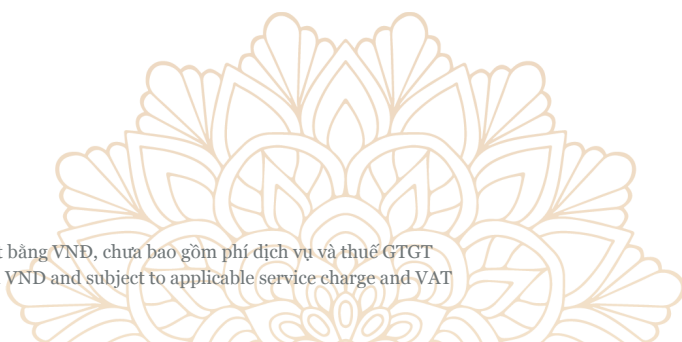 bằng VNĐ, chưa bao gồm phí dịch vụ và thuế GTGT
VND and subject to applicable service charge and VAT